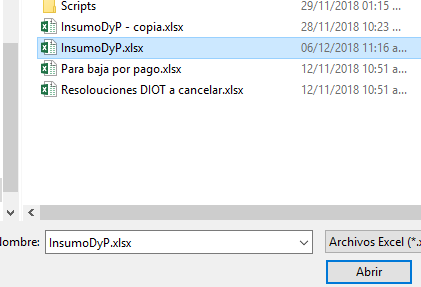 Scripts 29/11/2018 01:15 ...
InsumoDyP - copia.xlsx 28/11/2018 10:23 ...
InsumoDyP.xlsx 06/12/2018 11:16 a...
Para baja por pago.xlsx 12/11/2018 10:51 a...
Resolouciones DIOT a cancelar.xlsx 12/11/2018 10:51 a...
Nombre: InsumoDyP.xlsx Archivos Excel (*.x
Abrir